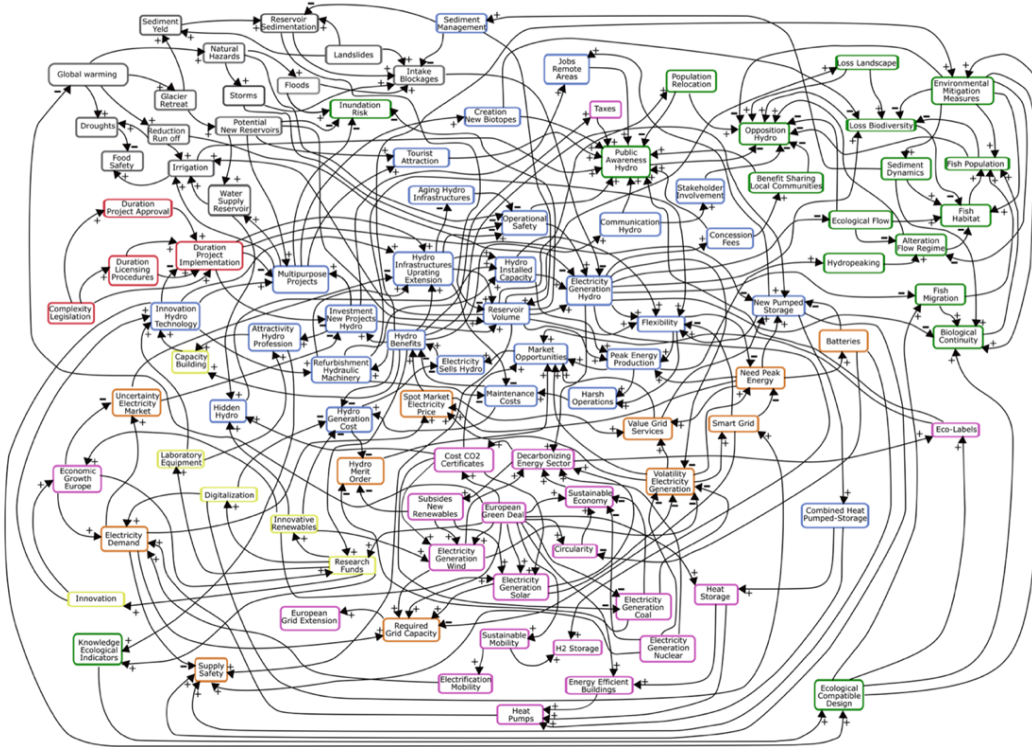 Sediment
Yeld
Reservoir
Sedimentation
Sediment
Management
Natural
Hazards
Landslides
Jobs
Remote
Areas
Loss Landscape
Global warming
Intake
Blockages
Population
Relocation
Environmental
Mitigation
Measures
Glacier
Retreat
Storms
Floods
Inundation
Risk
Creation
New Biotopes
Taxes
Droughts
Reduction
Run off
Potential
New Reservoirs
Opposition
Hydro
Loss Biodiversity
Food
Safety
Irrigation
Tourist
Attraction
Public
Awareness
Hydro
Sediment
Dynamics
Fish Population
Benefit Sharing
Local Communities
Water
Supply
Reservoir
Aging Hydro
Infrastructures
Stakeholder
Involvement
Duration
Project Approval
Operational
Safety
Communication
Hydro
Ecological Flow
Fish
Habitat
Concession
Fees
Alteration
Flow Regime
Duration
Project
Implementation
Duration
Licensing
Procedures
Multipurpose
Projects
Hydro
Infrastructures
Uprating
Extension
Hydro
Installed
Capacity
Electricity
Generation
Hydro
Hydropeaking
Fish
Migration
Complexity
Legislation
Innovation
Hydro
Technology
Investment
New Projects
Hydro
Reservoir
Volume
Flexibility
New Pumped
Storage
Biological
Continuity
Attractivity
Hydro
Profession
Hydro
Benefits
Batteries
Capacity
Building
Refurbishment
Hydraulic
Machinery
Electricity
Sells Hydro
Market
Opportunities
Peak Energy
Production
Need Peak
Energy
Uncertainty
Electricity
Market
Hidden
Hydro
Hydro
Generation
Cost
Spot Market
Electricity
Price
Maintenance
Costs
Harsh
Operations
Value Grid
Services
Smart Grid
Eco-Labels
Economic
Growth
Europe
Laboratory
Equipment
Hydro
Merit
Order
Cost CO2
Certificates
Decarbonizing
Energy Sector
Volatility
Electricity
Generation
Digitalization
Subsides
New
Renewables
European
Green Deal
Sustainable
Economy
Combined Heat
Pumped-Storage
Electricity
Demand
Innovative
Renewables
Research
Funds
Electricity
Generation
Wind
Circularity
Electricity
Generation
Solar
Heat
Storage
Innovation
European
Grid Extension
Required
Grid Capacity
Electricity
Generation
Coal
Knowledge
Ecological
Indicators
Sustainable
Mobility
H2 Storage
Electricity
Generation
Nuclear
Supply
Safety
Electrification
Mobility
Energy Efficient
Buildings
Ecological
Compatible
Design
Heat
Pumps